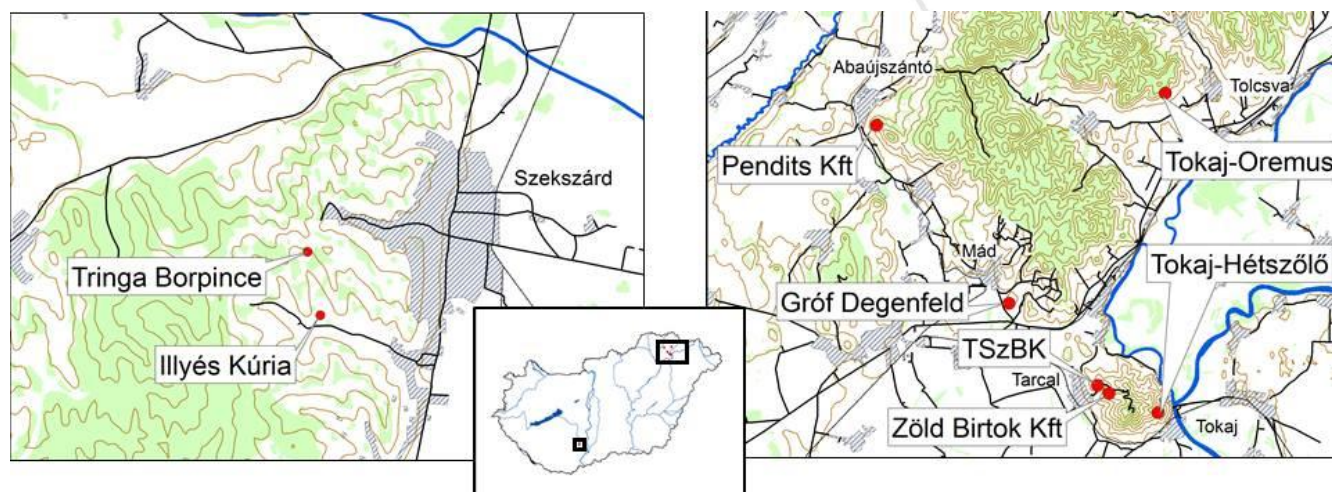 Szekszárd
Tringa Borpince
Illyés Kúria
Abaújszántó
Tolcsva
Pendits Kft
Tokaj-Oremus
Mád
Tokaj-Hétszőlő
Gróf Degenfeld
TSzBK
Tarcal
Zöld Birtok Kft
Tokaj